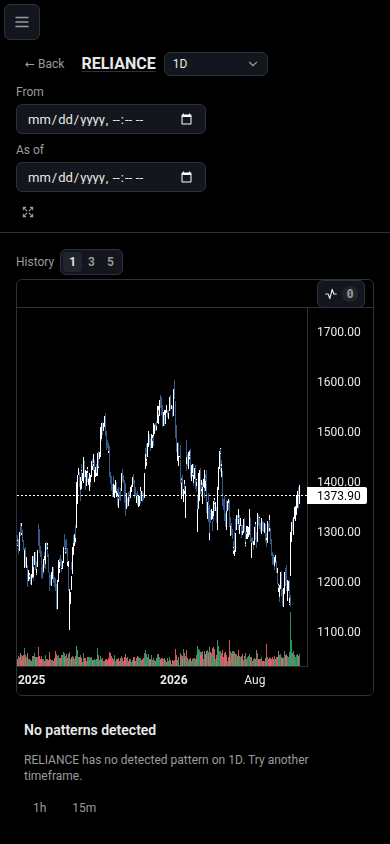 ← Back
RELIANCE
1D
From
mm/dd/yyyy, --:-- --
As of
mm/dd/yyyy, --:-- --
History
1 3 5
0
1700.00
1600.00
1500.00
1400.00
1373.90
1300.00
1200.00
1100.00
2025 2026 Aug
No patterns detected
RELIANCE has no detected pattern on 1D. Try another
timeframe.
1h 15m